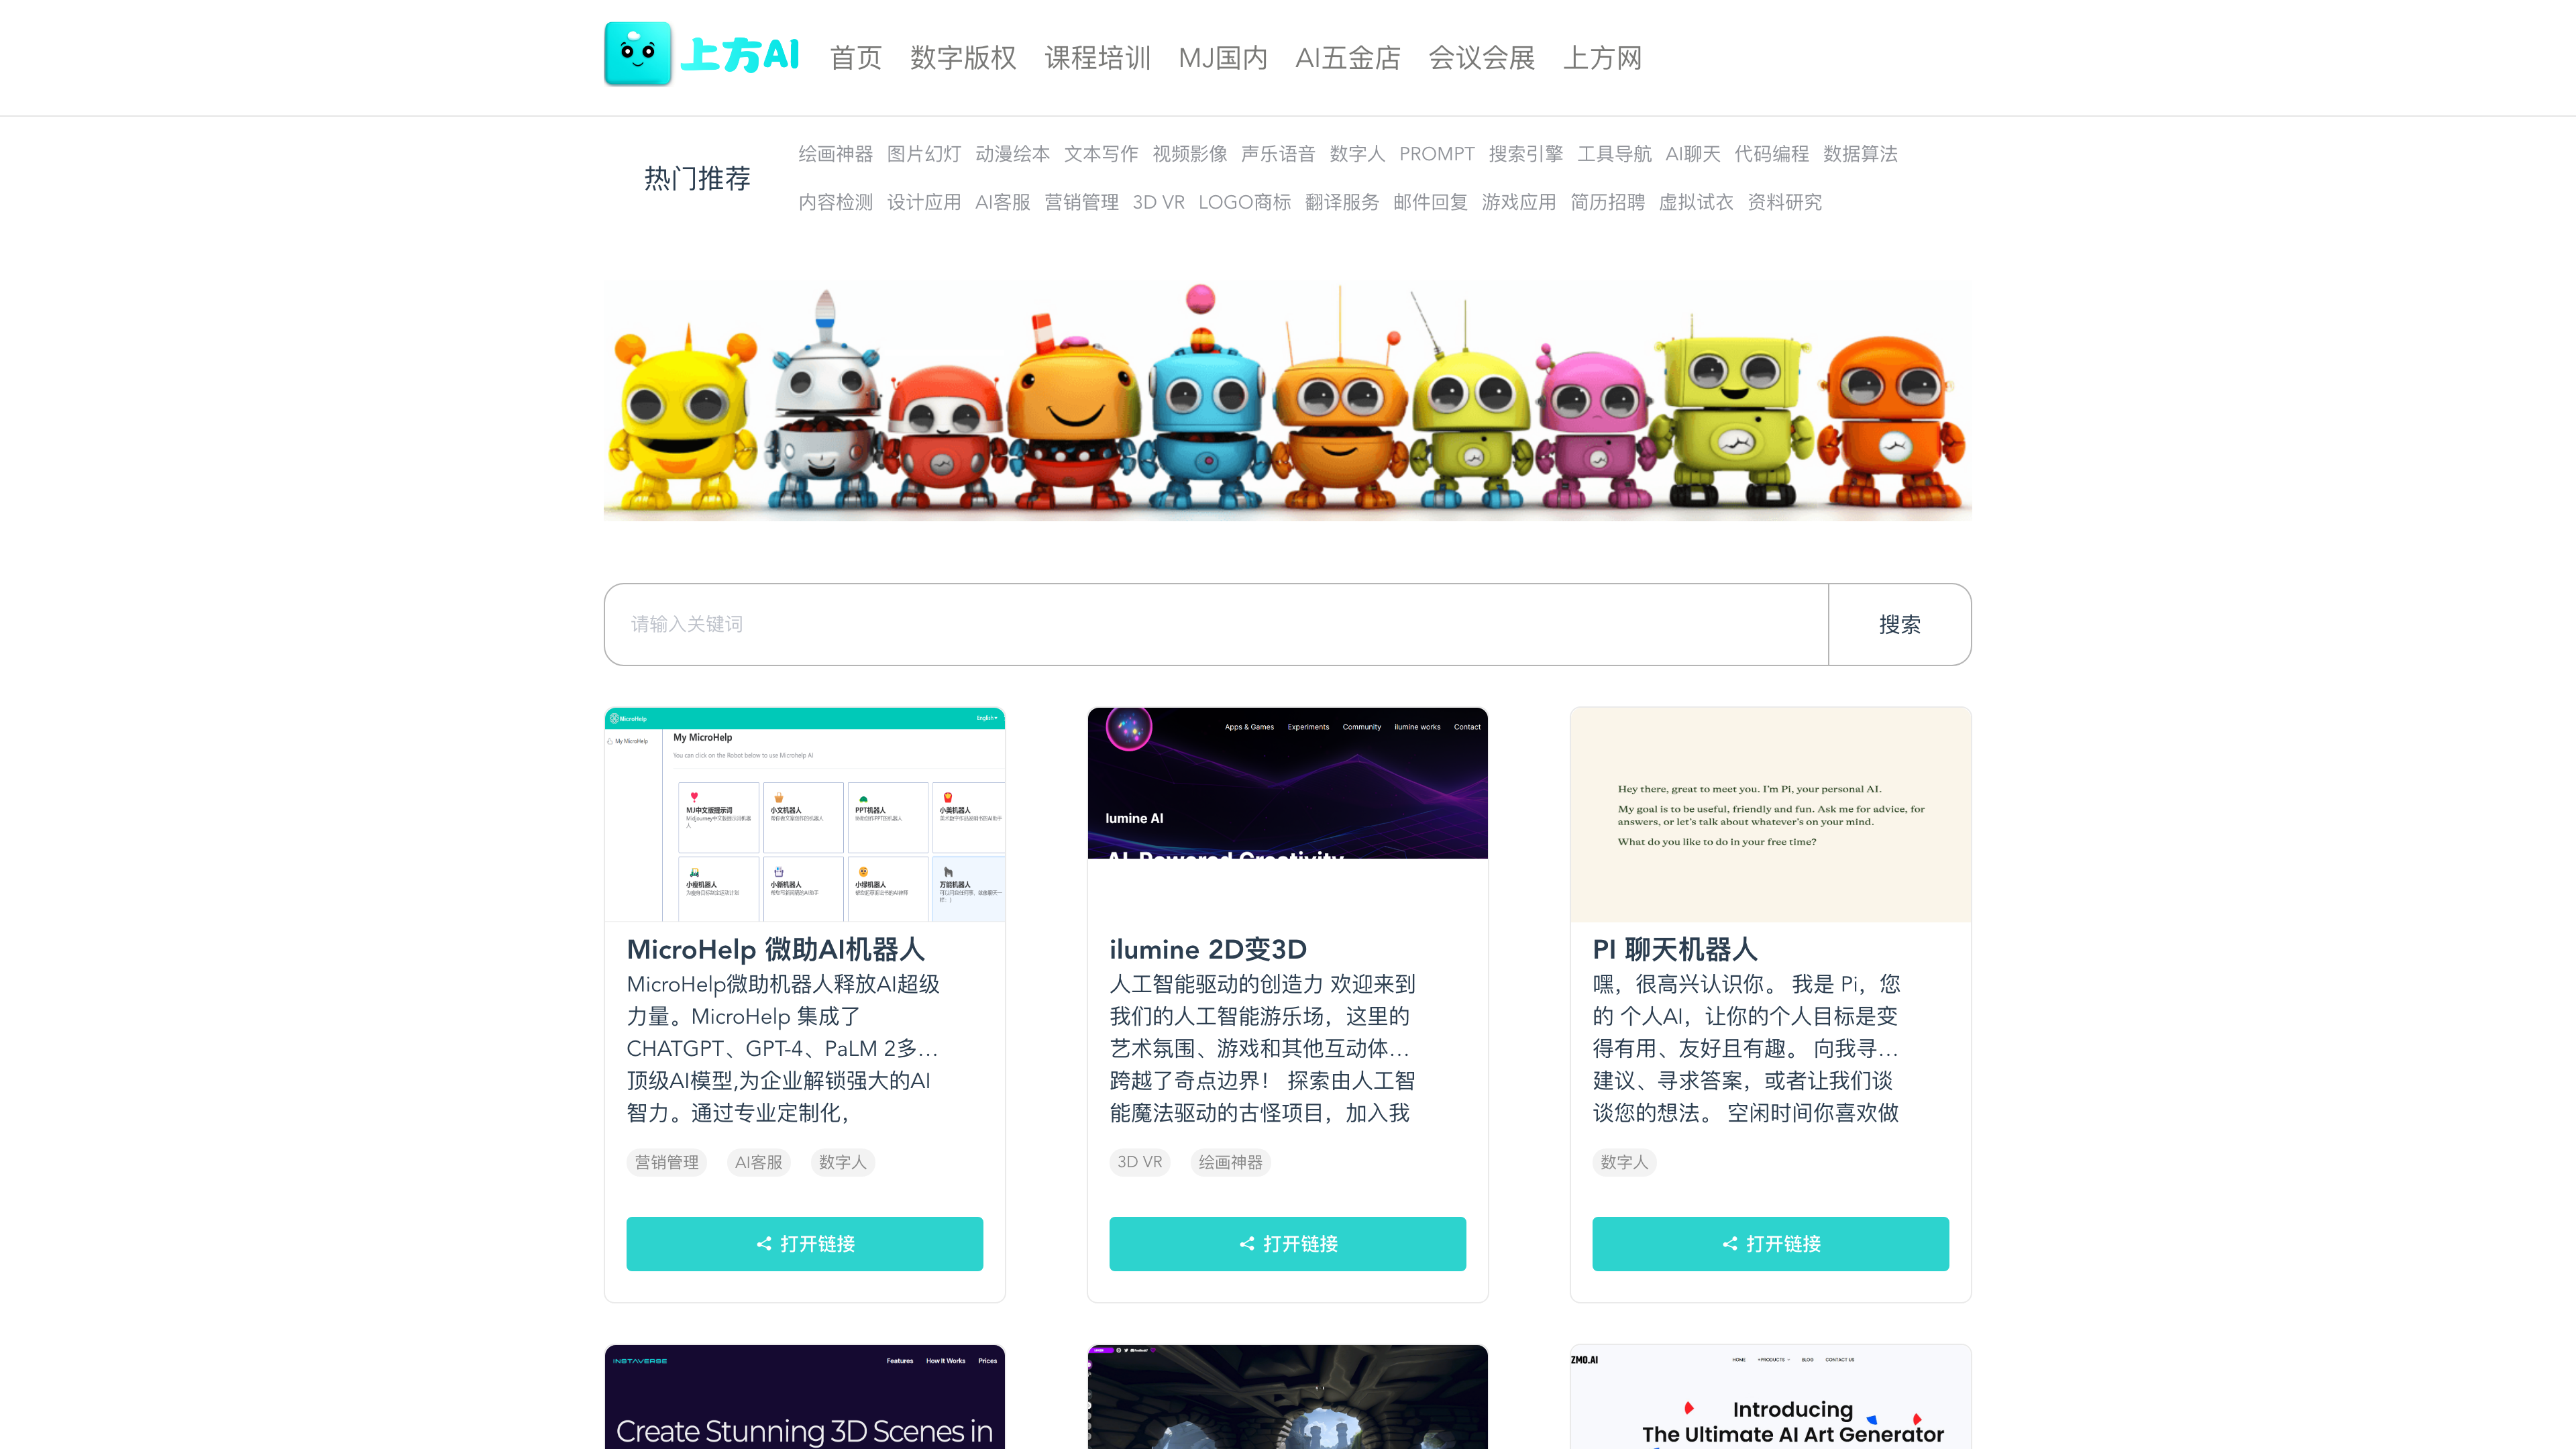 上方AI
首页 数字版权 课程培训 MJ国内 AI五金店 会议会展 上方网
热门推荐
绘画神器 图片幻灯 动漫绘本 文本写作 视频影像 声乐语音 数字人 PROMPT 搜索引擎 工具导航 AI聊天 代码编程 数据算法
内容检测 设计应用 AI客服 营销管理 3D VR LOGO商标 翻译服务 邮件回复 游戏应用 简历招聘 虚拟试衣 资料研究
请输入关键词
搜索
MicroHelp
English
My MicroHelp
My MicroHelp
You can click on the Robot below to use Microhelp AI
MJ中文版提示词
小文机器人
PPT机器人
小美机器人
小瘦机器人
小新机器人
万能机器人
MicroHelp 微助AI机器人
MicroHelp微助机器人释放AI超级
力量。MicroHelp 集成了
CHATGPT、GPT-4、PaLM 2多…
顶级AI模型,为企业解锁强大的AI
智力。通过专业定制化，
营销管理 AI客服 数字人
打开链接
Apps & Games Experiments Community ilumine works Contact
lumine AI
AI-Powered Creativity
ilumine 2D变3D
人工智能驱动的创造力 欢迎来到
我们的人工智能游乐场，这里的
艺术氛围、游戏和其他互动体…
跨越了奇点边界！ 探索由人工智
能魔法驱动的古怪项目，加入我
3D VR 绘画神器
打开链接
Hey there, great to meet you. I'm Pi, your personal AI.
My goal is to be useful, friendly and fun. Ask me for advice, for
answers, or let's talk about whatever's on your mind.
What do you like to do in your free time?
PI 聊天机器人
嘿，很高兴认识你。 我是 Pi，您
的 个人AI，让你的个人目标是变
得有用、友好且有趣。 向我寻…
建议、寻求答案，或者让我们谈
谈您的想法。 空闲时间你喜欢做
数字人
打开链接
INSTAVERSE
Features How It Works Prices
Create Stunning 3D Scenes in
ZMO.AI
HOME +PRODUCTS BLOG CONTACT US
Introducing
The Ultimate AI Art Generator